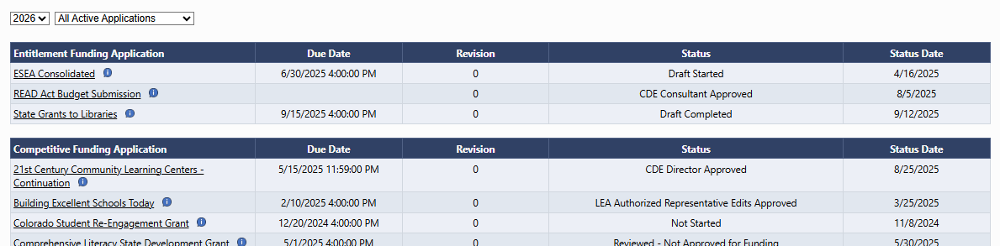 2026 All Active Applications
Entitlement Funding Application Due Date Revision Status Status Date
ESEA Consolidated 6/30/2025 4:00:00 PM 0 Draft Started 4/16/2025
READ Act Budget Submission 0 CDE Consultant Approved 8/5/2025
State Grants to Libraries 9/15/2025 4:00:00 PM 0 Draft Completed 9/12/2025
Competitive Funding Application Due Date Revision Status Status Date
21st Century Community Learning Centers - 5/15/2025 11:59:00 PM 0 CDE Director Approved 8/25/2025
Continuation
Building Excellent Schools Today 2/10/2025 4:00:00 PM 0 LEA Authorized Representative Edits Approved 3/25/2025
Colorado Student Re-Engagement Grant 12/20/2024 4:00:00 PM 0 Not Started 11/8/2024
Comprehensive Literacy State Development Grant 5/1/2025 4:00:00 PM 0 Reviewed - Not Approved for Funding 5/30/2025